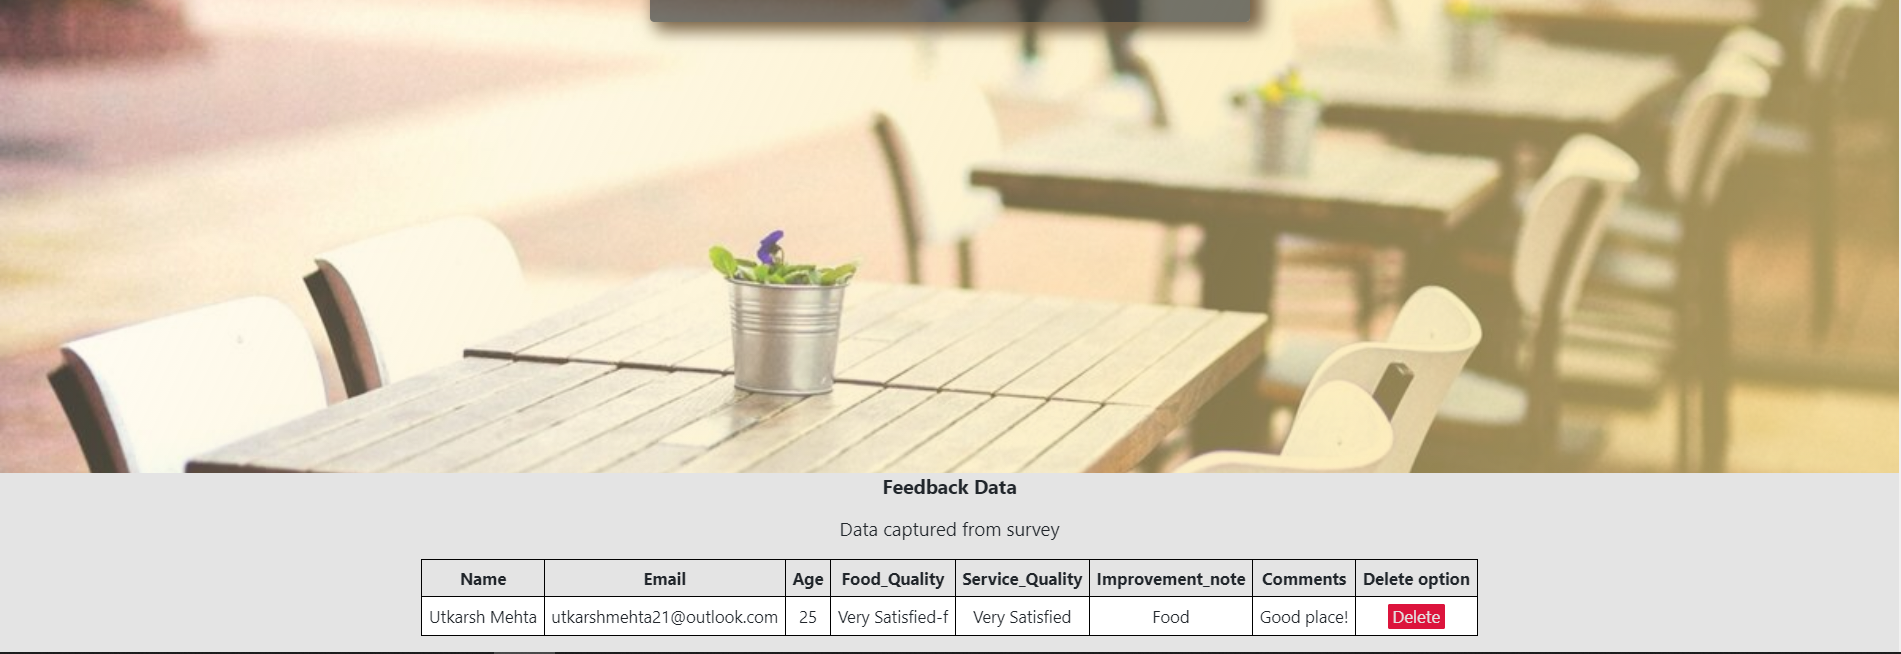 Feedback Data
Data captured from survey
Name Email Age Food_Quality Service_Quality Improvement_note Comments Delete option
Utkarsh Mehta utkarshmehta21@outlook.com 25 Very Satisfied-f Very Satisfied Food Good place! Delete